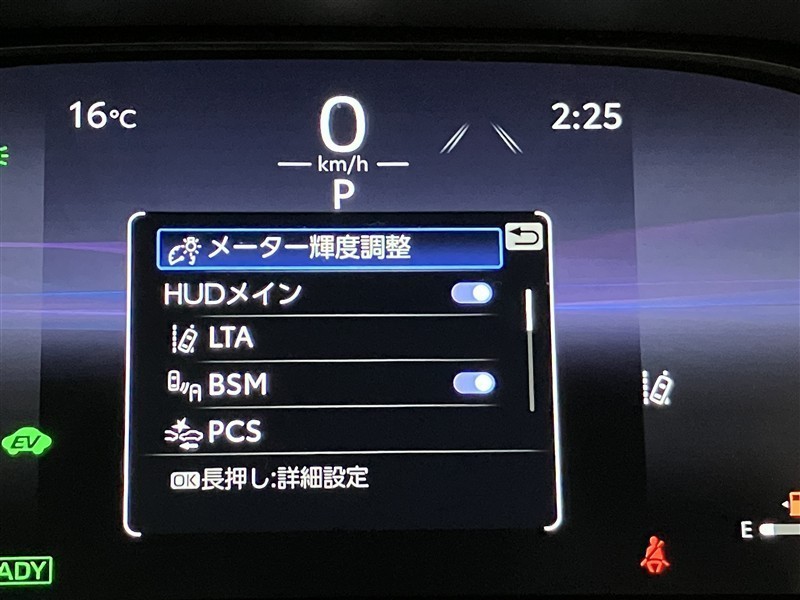 16℃
0
2:25
km/h
P
メーター輝度調整
HUDメイン
LTA
BSM
PCS
OK長押し:詳細設定
EV
E